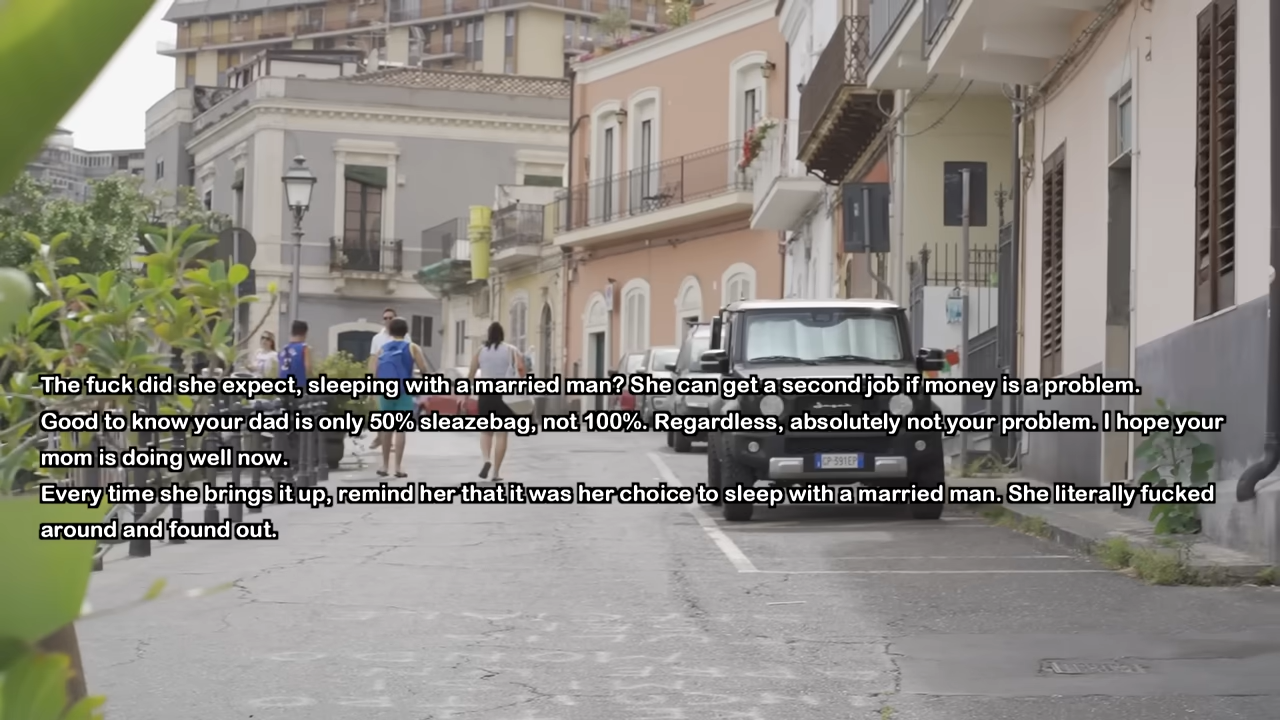 The fuck did she expect, sleeping with a married man? She can get a second job if money is a problem.
Good to know your dad is only 50% sleazebag, not 100%. Regardless, absolutely not your problem. I hope your
mom is doing well now.
Every time she brings it up, remind her that it was her choice to sleep with a married man. She literally fucked
around and found out.
GP·591EP